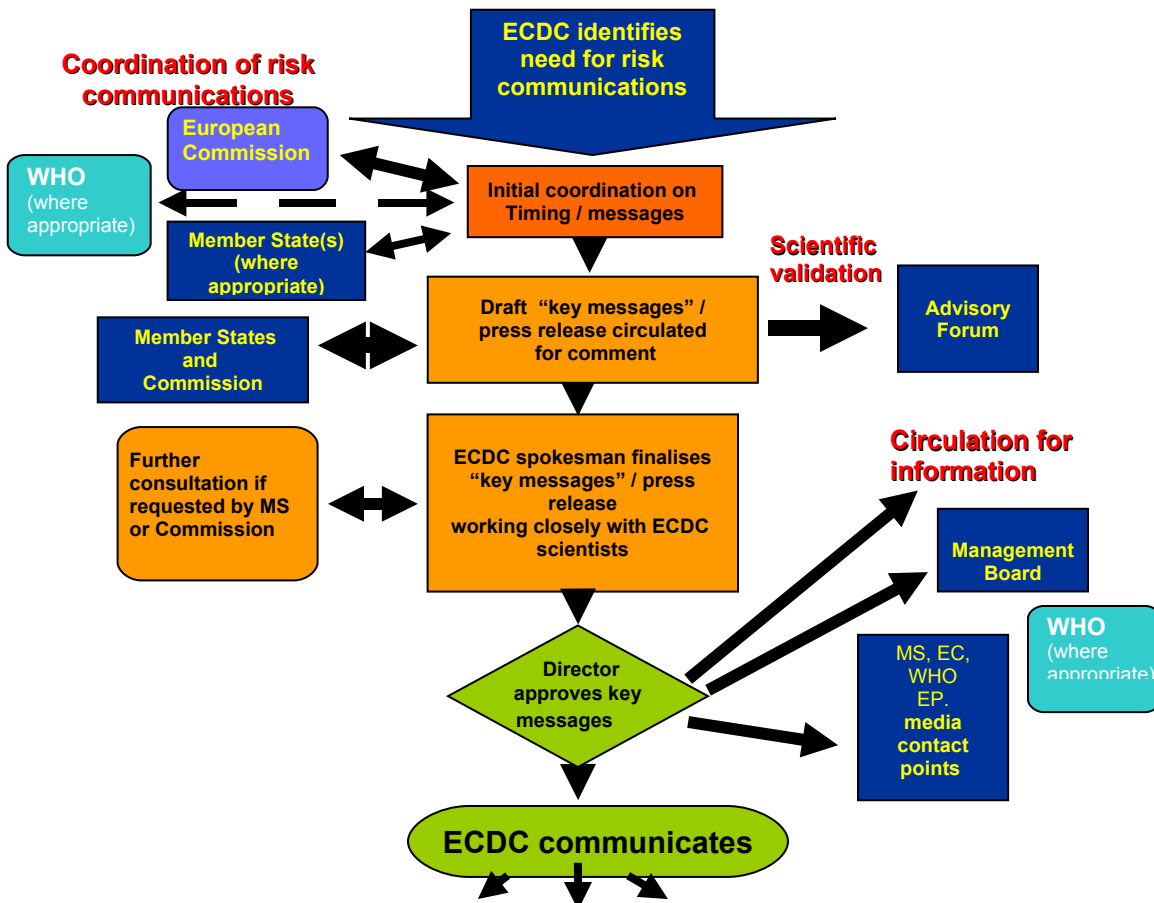 ECDC identifies
need for risk
communications
Coordination of risk
communications
European
Commission
WHO
(where
appropriate)
Initial coordination on
Timing / messages
Member State(s)
(where
appropriate)
Scientific
validation
Draft “key messages” /
press release circulated
for comment
Advisory
Forum
Member States
and
Commission
Further
consultation if
requested by MS
or Commission
ECDC spokesman finalises
“key messages” / press
release
working closely with ECDC
scientists
Circulation for
information
Management
Board
WHO
(where
appropriate)
MS, EC,
WHO
EP.
media
contact
points
Director
approves key
messages
ECDC communicates